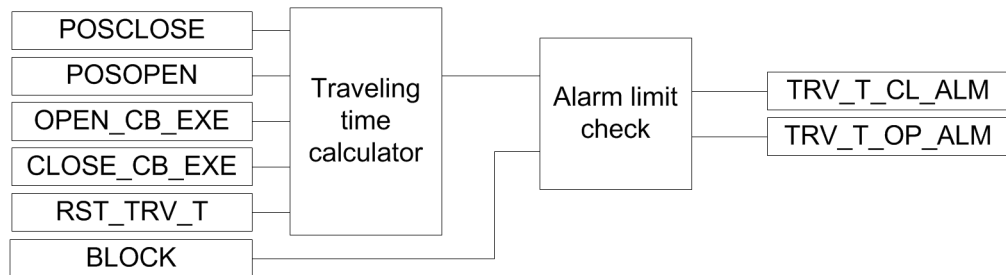 POSCLOSE
POSOPEN
OPEN_CB_EXE
CLOSE_CB_EXE
RST_TRV_T
BLOCK
Traveling
time
calculator
Alarm limit
check
TRV_T_CL_ALM
TRV_T_OP_ALM